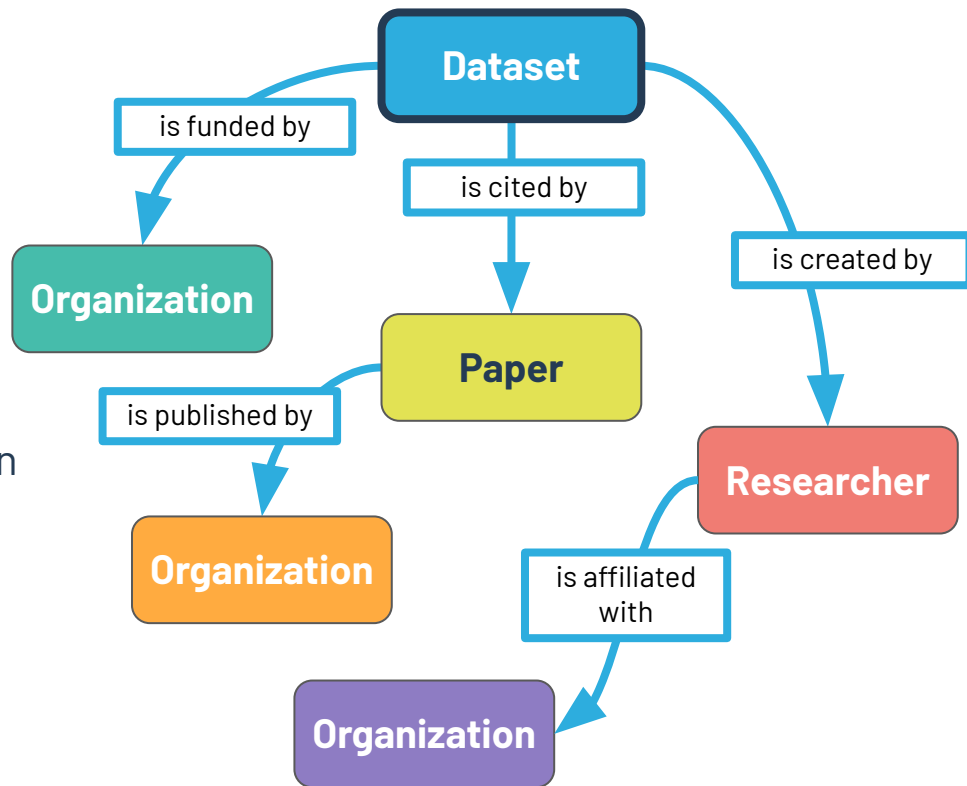 Dataset
is funded by
is cited by
is created by
Organization
Paper
is published by
n
Researcher
Organization
is affiliated
with
Organization